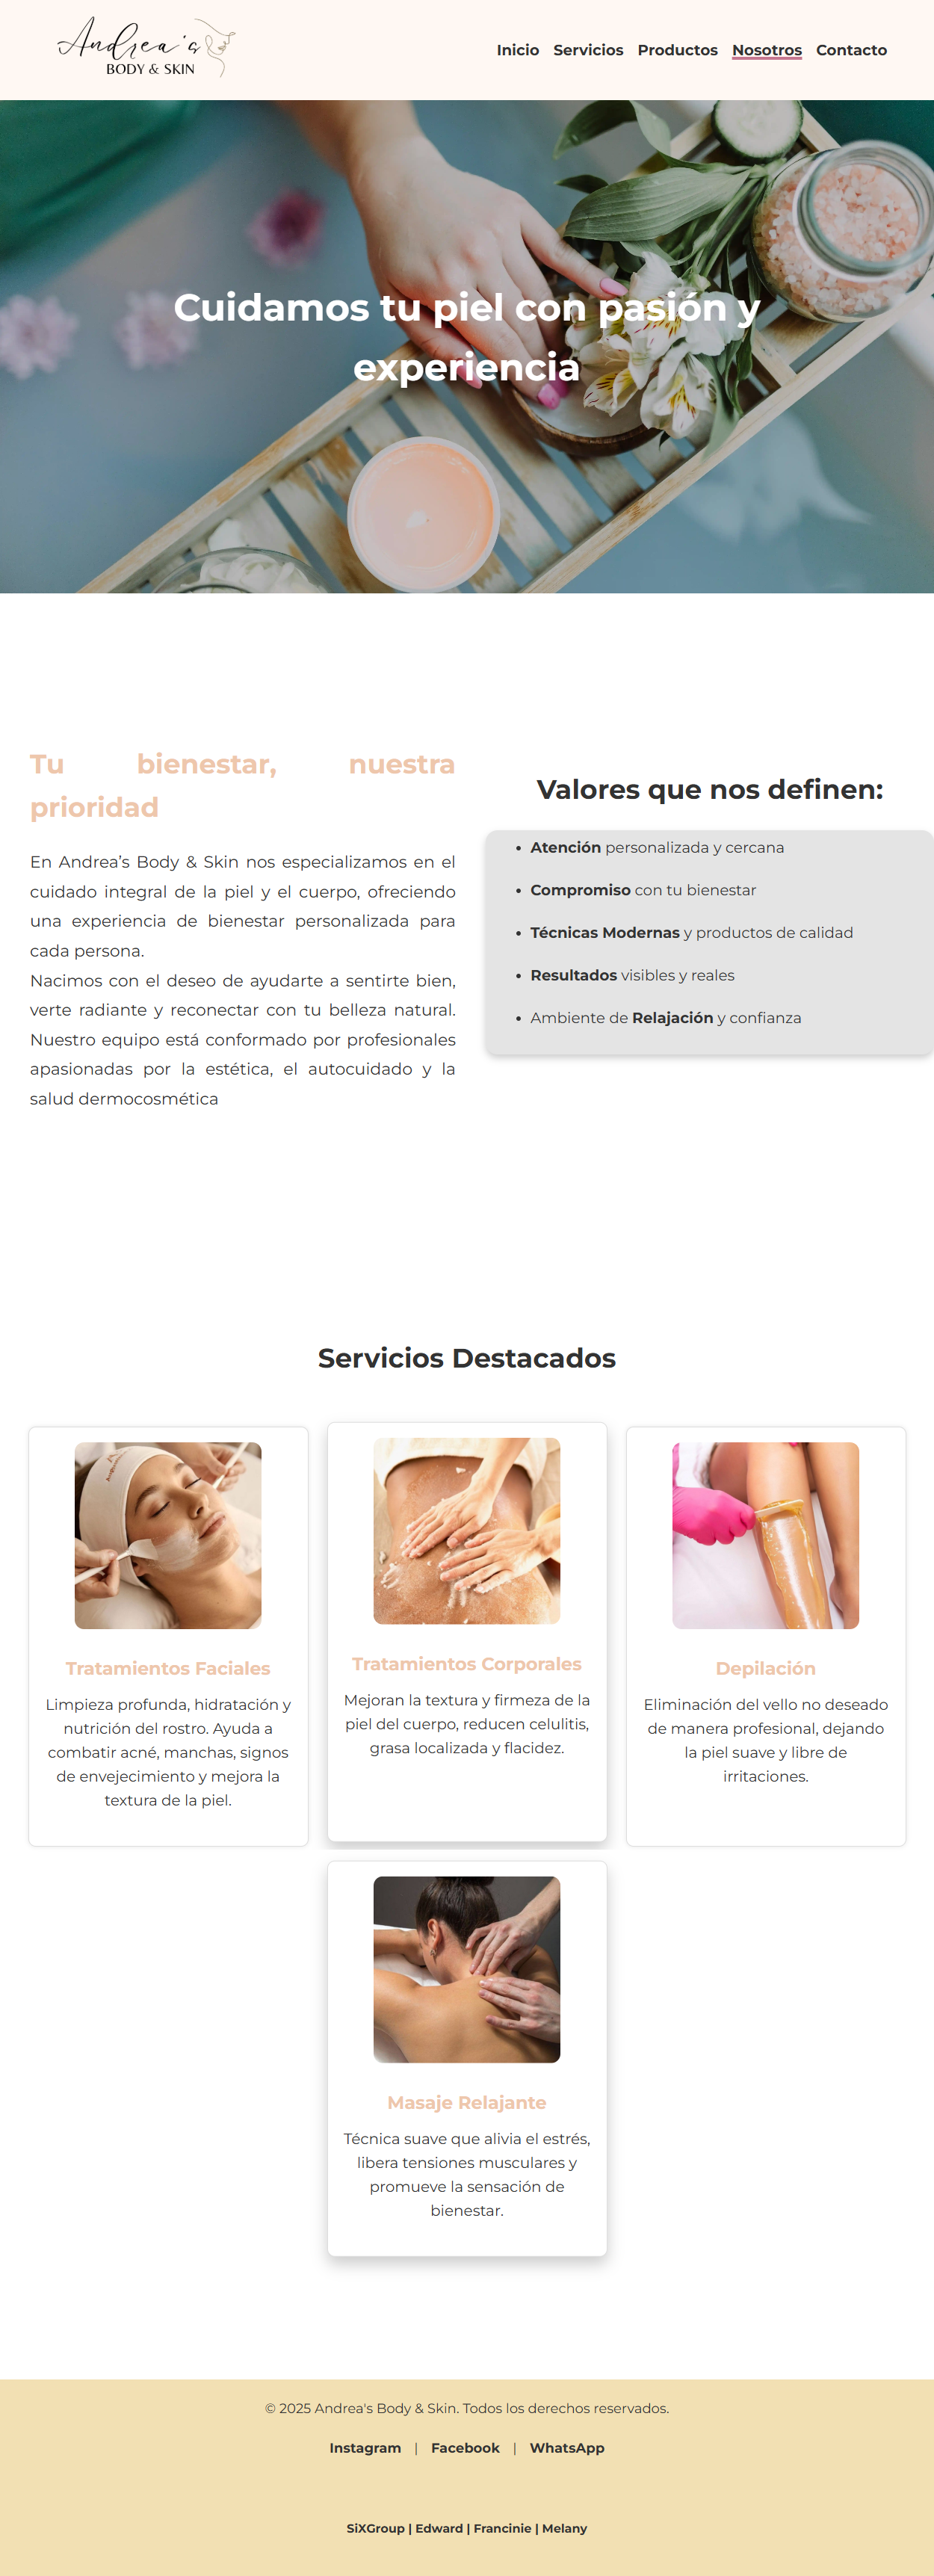 Andrea's
BODY & SKIN
Inicio Servicios Productos Nosotros Contacto
Cuidamos tu piel con pasión y
experiencia
Tu bienestar, nuestra
prioridad
En Andrea’s Body & Skin nos especializamos en el
cuidado integral de la piel y el cuerpo, ofreciendo
una experiencia de bienestar personalizada para
cada persona.
Nacimos con el deseo de ayudarte a sentirte bien,
verte radiante y reconectar con tu belleza natural.
Nuestro equipo está conformado por profesionales
apasionadas por la estética, el autocuidado y la
salud dermocosmética
Valores que nos definen:
• Atención personalizada y cercana
• Compromiso con tu bienestar
• Técnicas Modernas y productos de calidad
• Resultados visibles y reales
• Ambiente de Relajación y confianza
Servicios Destacados
Tratamientos Faciales
Limpieza profunda, hidratación y
nutrición del rostro. Ayuda a
combatir acné, manchas, signos
de envejecimiento y mejora la
textura de la piel.
Tratamientos Corporales
Mejoran la textura y firmeza de la
piel del cuerpo, reducen celulitis,
grasa localizada y flacidez.
Depilación
Eliminación del vello no deseado
de manera profesional, dejando
la piel suave y libre de
irritaciones.
Masaje Relajante
Técnica suave que alivia el estrés,
libera tensiones musculares y
promueve la sensación de
bienestar.
© 2025 Andrea's Body & Skin. Todos los derechos reservados.
Instagram | Facebook | WhatsApp
SiXGroup | Edward | Francinie | Melany